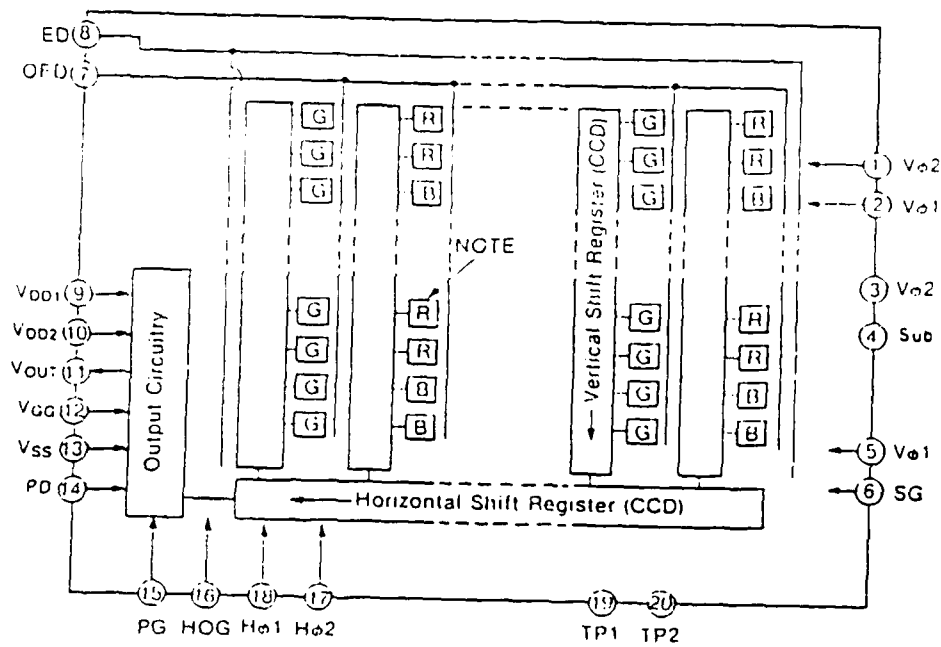 ED 8
OFD 7
G R G R
G R G R
G B G B
1 Vφ2
2 Vφ1
NOTE
Vertical Shift Register (CCD)
VDD1 9
VDD2 10
VOUT 11
VGG 12
VSS 13
PD 14
Output Circuitry
3 Vφ2
4 Sub
G R G R
G R G R
G B G B
G B G B
5 Vφ1
6 SG
Horizontal Shift Register (CCD)
15 16 18 17 19 20
PG HOG Hφ1 Hφ2 TP1 TP2